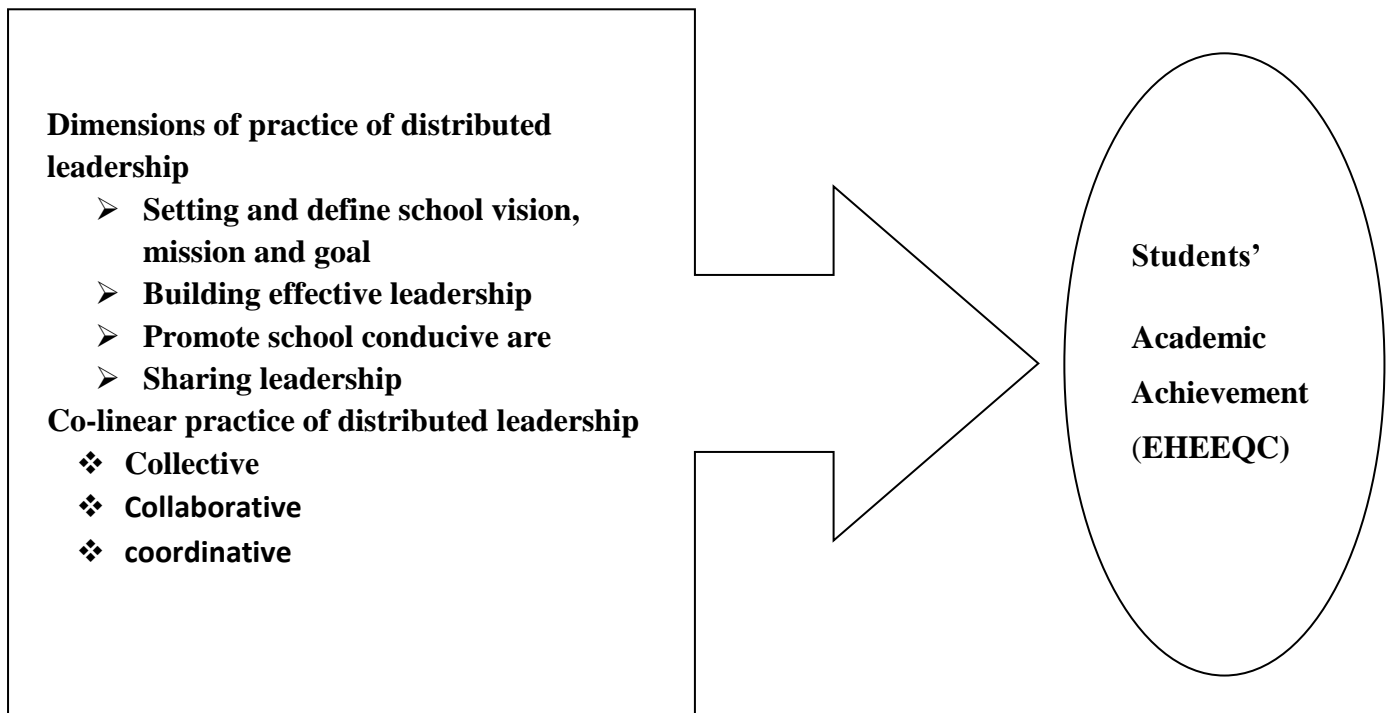 Dimensions of practice of distributed
leadership
➢ Setting and define school vision,
mission and goal
➢ Building effective leadership
➢ Promote school conducive are
➢ Sharing leadership
Co-linear practice of distributed leadership
❖ Collective
❖ Collaborative
❖ coordinative
Students’
Academic
Achievement
(EHEEQC)